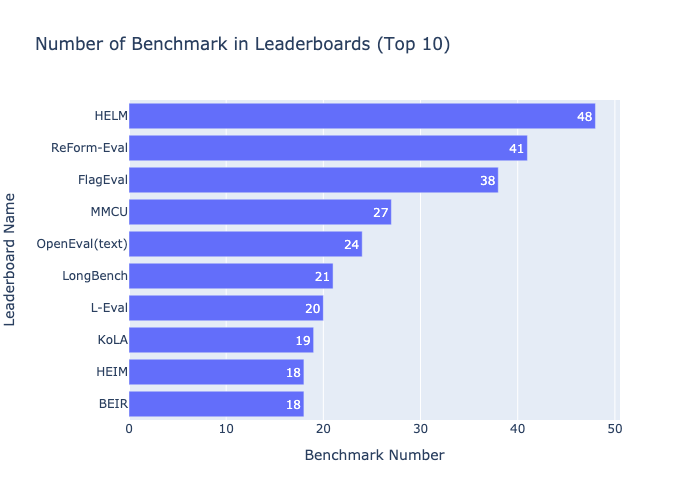 Number of Benchmark in Leaderboards (Top 10)
Leaderboard Name
HELM 48
ReForm-Eval 41
FlagEval 38
MMCU 27
OpenEval(text) 24
LongBench 21
L-Eval 20
KoLA 19
HEIM 18
BEIR 18
0 10 20 30 40 50
Benchmark Number